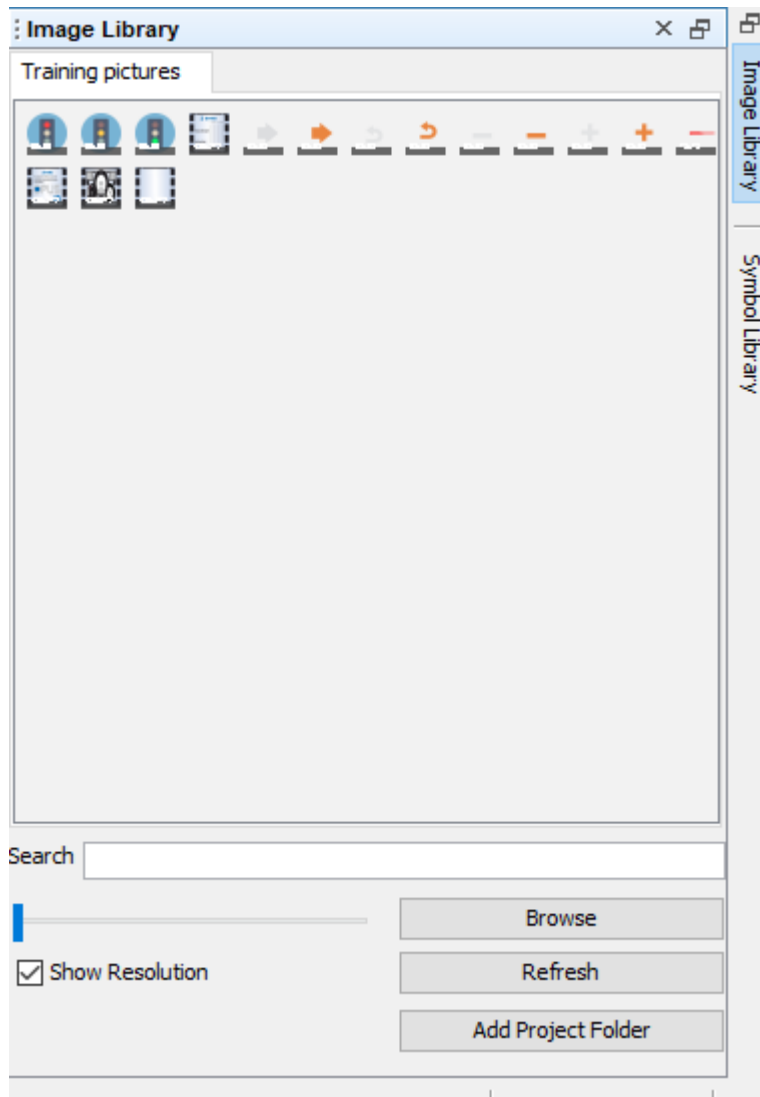 Image Library
Training pictures
Search
Browse
Show Resolution
Refresh
Add Project Folder
Image Library
Symbol Library